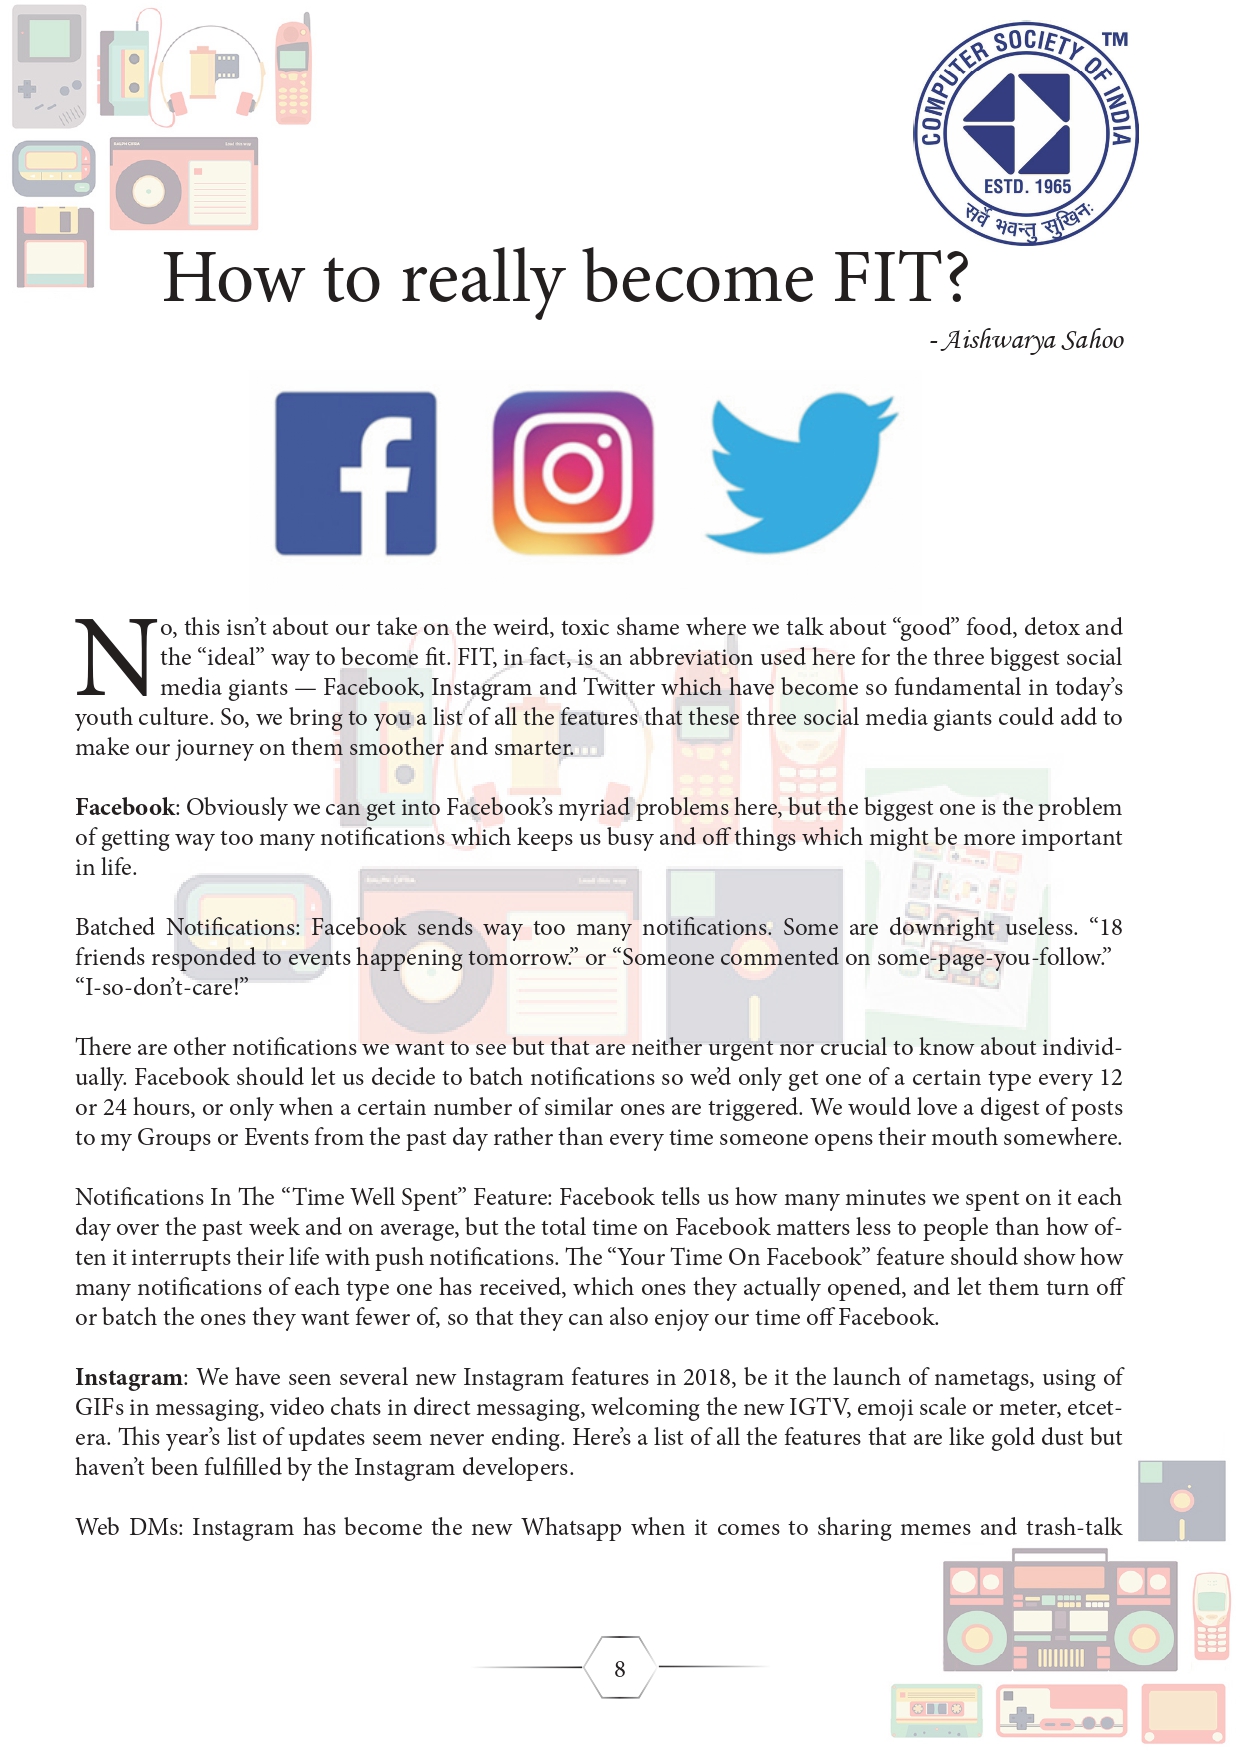 COMPUTER SOCIETY OF INDIA
TM
ESTD. 1965
सर्वे भवन्तु सुखिनः
How to really become FIT?
- Aishwarya Sahoo
No, this isn’t about our take on the weird, toxic shame where we talk about “good” food, detox and
the “ideal” way to become fit. FIT, in fact, is an abbreviation used here for the three biggest social
media giants — Facebook, Instagram and Twitter which have become so fundamental in today’s
youth culture. So, we bring to you a list of all the features that these three social media giants could add to
make our journey on them smoother and smarter.
Facebook: Obviously we can get into Facebook’s myriad problems here, but the biggest one is the problem
of getting way too many notifications which keeps us busy and off things which might be more important
in life.
Batched Notifications: Facebook sends way too many notifications. Some are downright useless. “18
friends responded to events happening tomorrow.” or “Someone commented on some-page-you-follow.”
“I-so-don’t-care!”
There are other notifications we want to see but that are neither urgent nor crucial to know about individ-
ually. Facebook should let us decide to batch notifications so we’d only get one of a certain type every 12
or 24 hours, or only when a certain number of similar ones are triggered. We would love a digest of posts
to my Groups or Events from the past day rather than every time someone opens their mouth somewhere.
Notifications In The “Time Well Spent” Feature: Facebook tells us how many minutes we spent on it each
day over the past week and on average, but the total time on Facebook matters less to people than how of-
ten it interrupts their life with push notifications. The “Your Time On Facebook” feature should show how
many notifications of each type one has received, which ones they actually opened, and let them turn off
or batch the ones they want fewer of, so that they can also enjoy our time off Facebook.
Instagram: We have seen several new Instagram features in 2018, be it the launch of nametags, using of
GIFs in messaging, video chats in direct messaging, welcoming the new IGTV, emoji scale or meter, etcet-
era. This year’s list of updates seem never ending. Here’s a list of all the features that are like gold dust but
haven’t been fulfilled by the Instagram developers.
Web DMs: Instagram has become the new Whatsapp when it comes to sharing memes and trash-talk
8